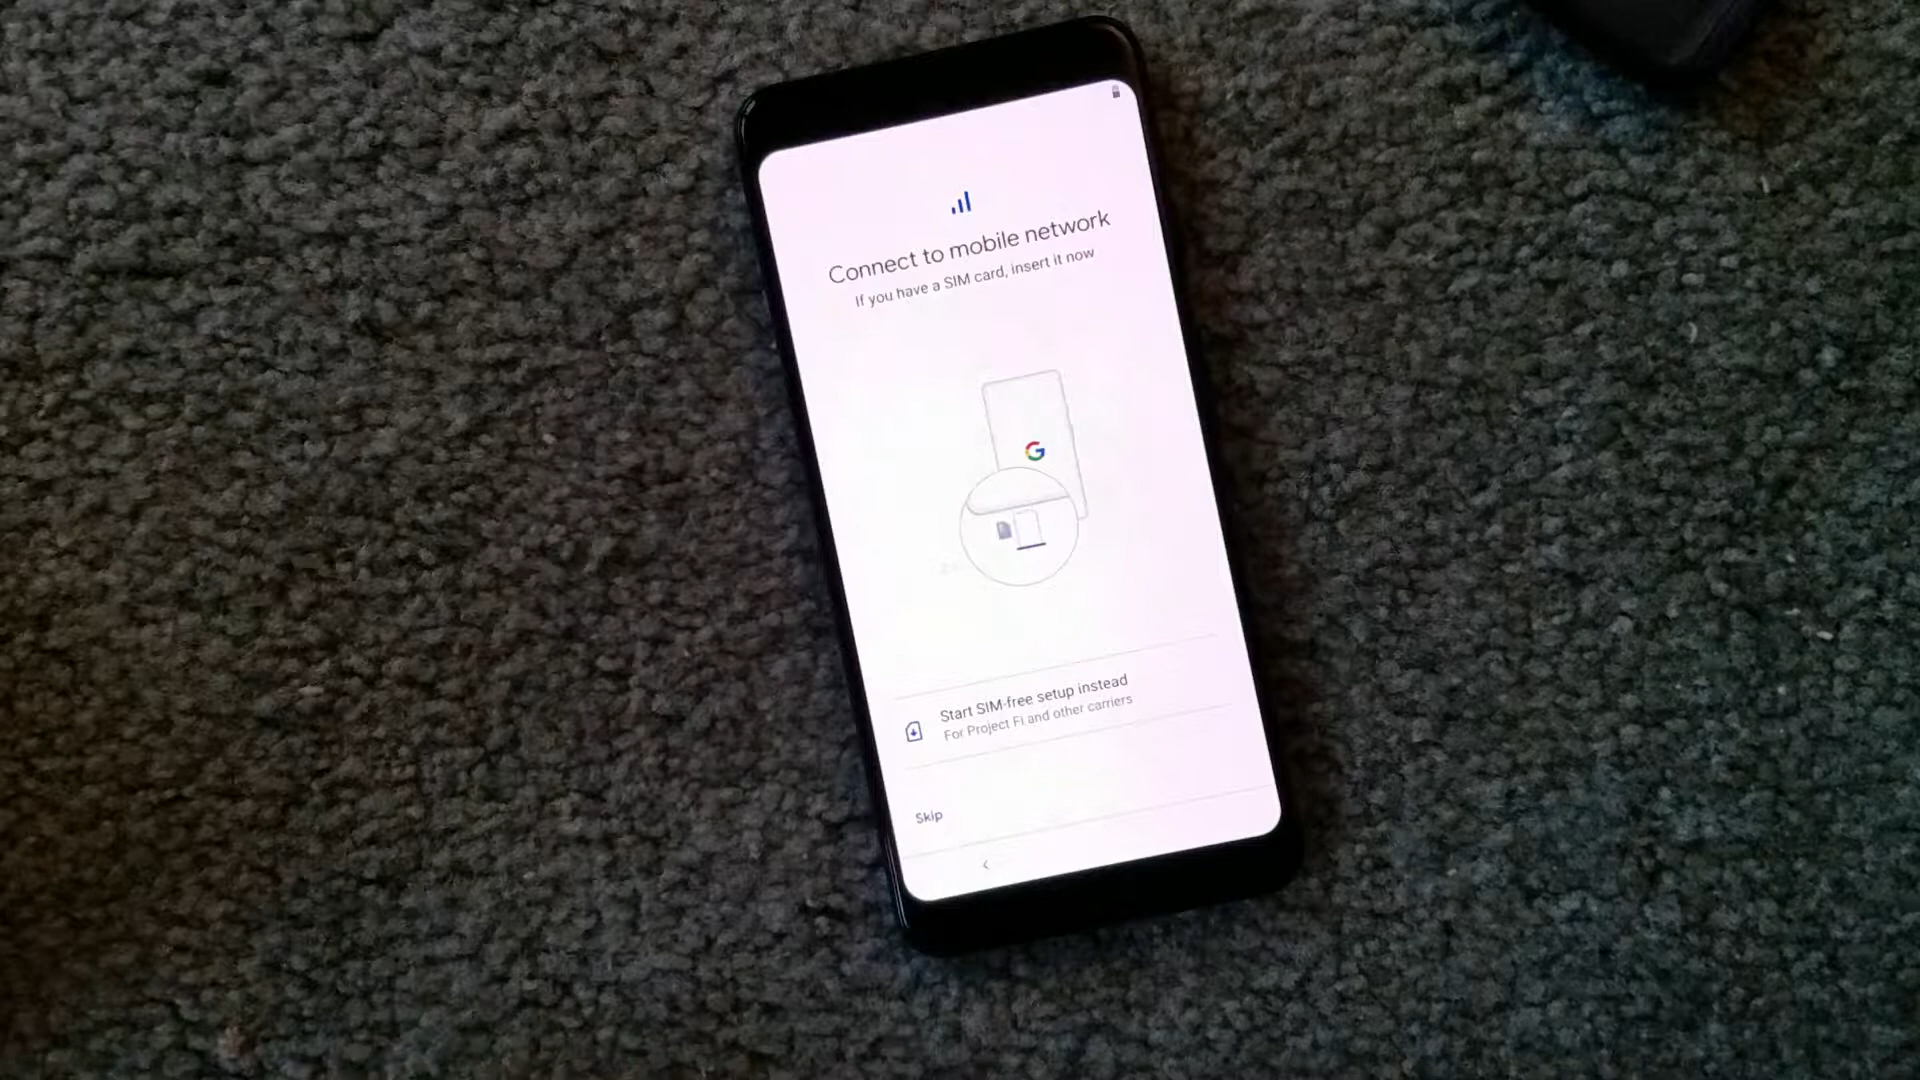 Connect to mobile network
If you have a SIM card, insert it now
G
Start SIM-free setup instead
For Project Fi and other carriers
Skip